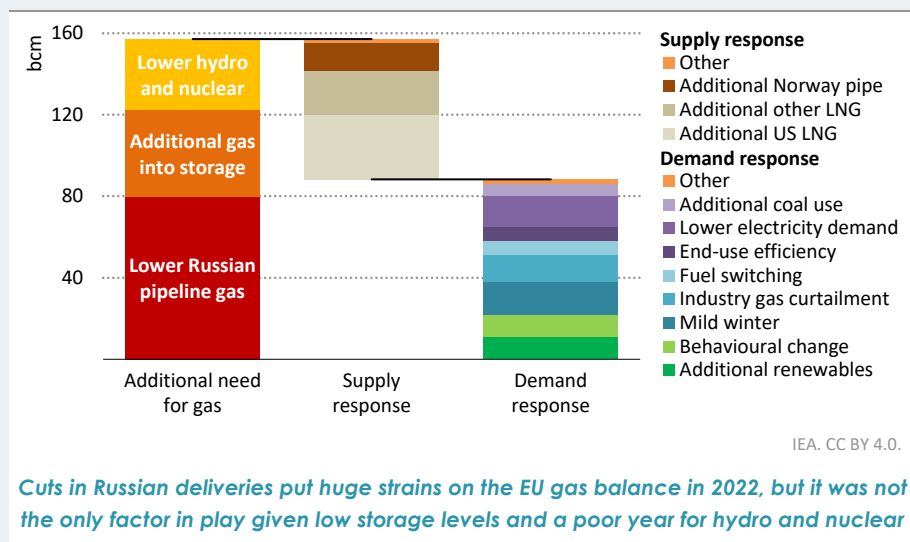 bcm
160
120
80
40
Lower hydro
and nuclear
Additional gas
into storage
Lower Russian
pipeline gas
Additional need
for gas
Supply
response
Demand
response
Supply response
Other
Additional Norway pipe
Additional other LNG
Additional US LNG
Demand response
Other
Additional coal use
Lower electricity demand
End-use efficiency
Fuel switching
Industry gas curtailment
Mild winter
Behavioural change
Additional renewables
IEA. CC BY 4.0.
Cuts in Russian deliveries put huge strains on the EU gas balance in 2022, but it was not
the only factor in play given low storage levels and a poor year for hydro and nuclear